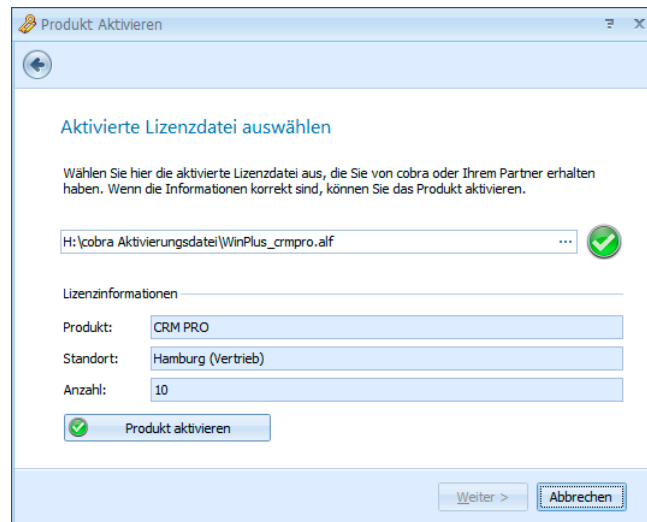 Produkt Aktivieren
Aktivierte Lizenzdatei auswählen
Wählen Sie hier die aktivierte Lizenzdatei aus, die Sie von cobra oder Ihrem Partner erhalten
haben. Wenn die Informationen korrekt sind, können Sie das Produkt aktivieren.
H:\cobra Aktivierungsdatei\WinPlus_crmpro.alf ...
Lizenzinformationen
Produkt: CRM PRO
Standort: Hamburg (Vertrieb)
Anzahl: 10
Produkt aktivieren
Weiter > Abbrechen